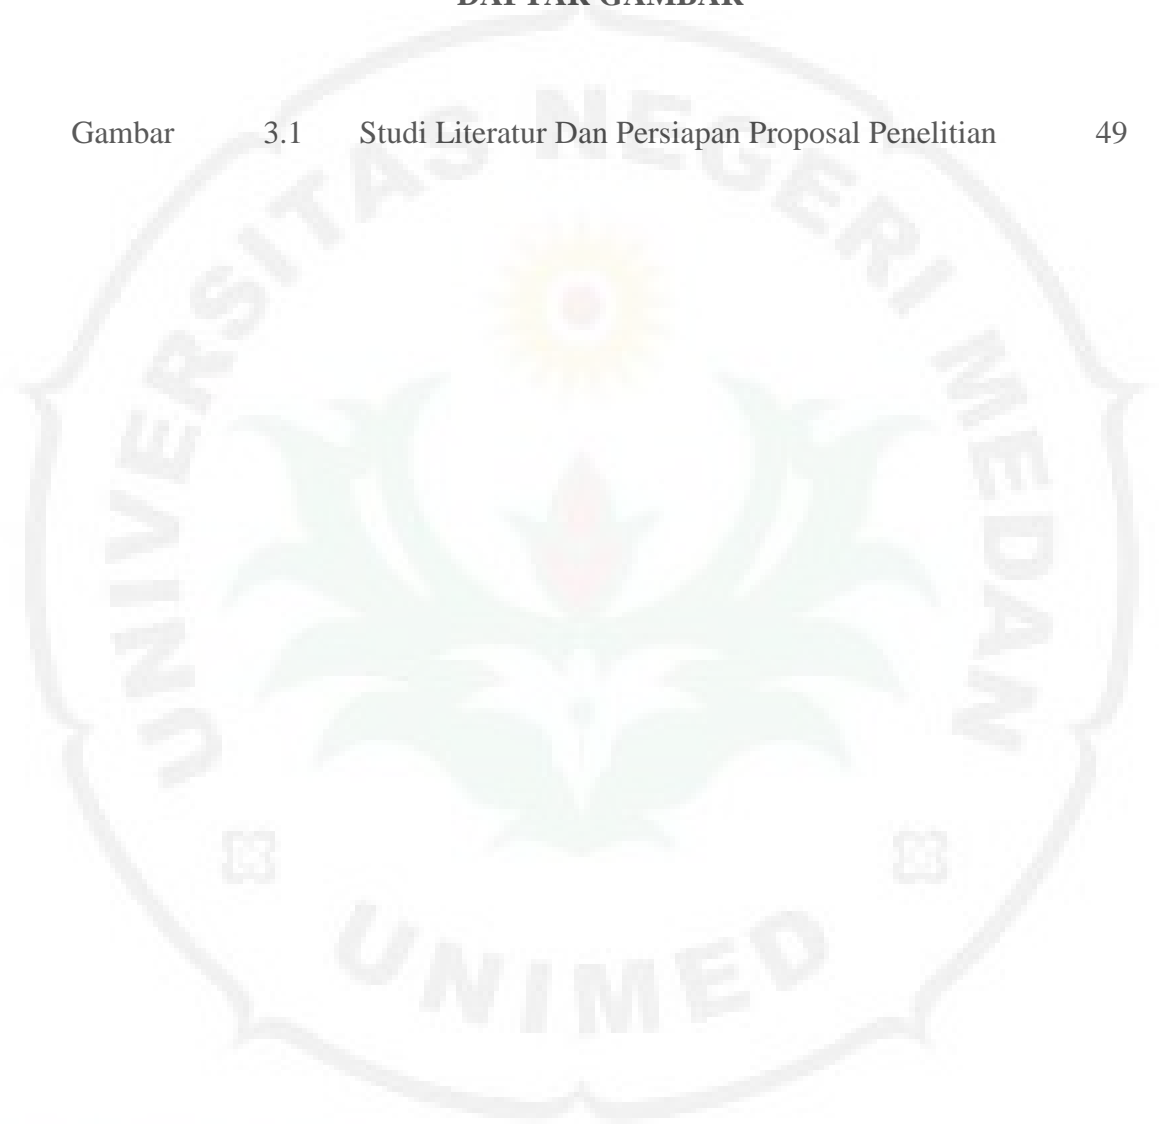 DAFTAR GAMBAR
Gambar 3.1 Studi Literatur Dan Persiapan Proposal Penelitian 49
UNIVERSITAS NEGERI MEDAN
UNIMED